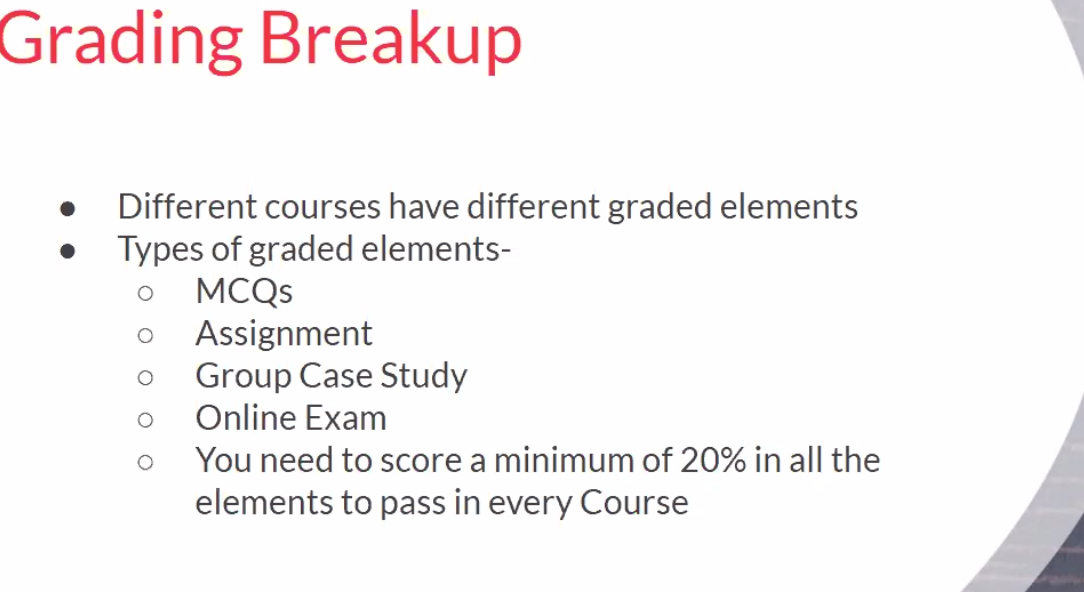 Grading Breakup
● Different courses have different graded elements
● Types of graded elements-
○ MCQs
○ Assignment
○ Group Case Study
○ Online Exam
○ You need to score a minimum of 20% in all the
elements to pass in every Course